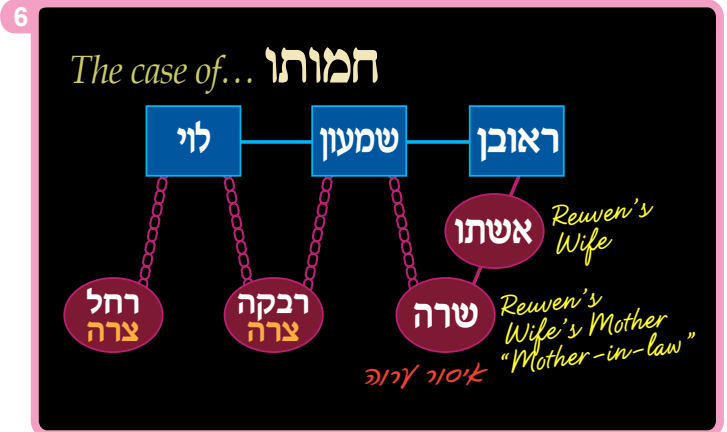 6
The case of... חמותו
ראובן
שמעון
לוי
אשתו
Reuven's
Wife
שרה
Reuven's
Wife's Mother
"Mother-in-law"
איסור ערוה
רבקה
צרה
רחל
צרה